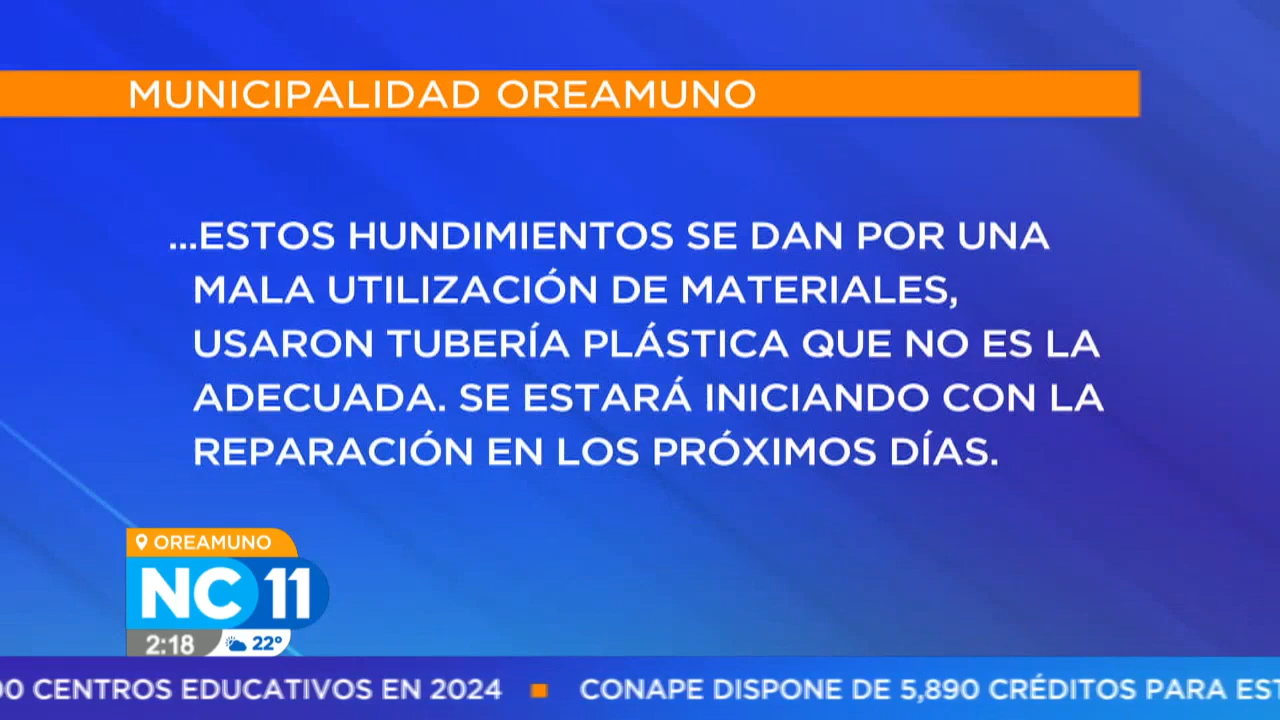 MUNICIPALIDAD OREAMUNO
...ESTOS HUNDIMIENTOS SE DAN POR UNA
MALA UTILIZACIÓN DE MATERIALES,
USARON TUBERÍA PLÁSTICA QUE NO ES LA
ADECUADA. SE ESTARÁ INICIANDO CON LA
REPARACIÓN EN LOS PRÓXIMOS DÍAS.
OREAMUNO
NC 11
2:18 22°
CENTROS EDUCATIVOS EN 2024 ■ CONAPE DISPONE DE 5,890 CRÉDITOS PARA